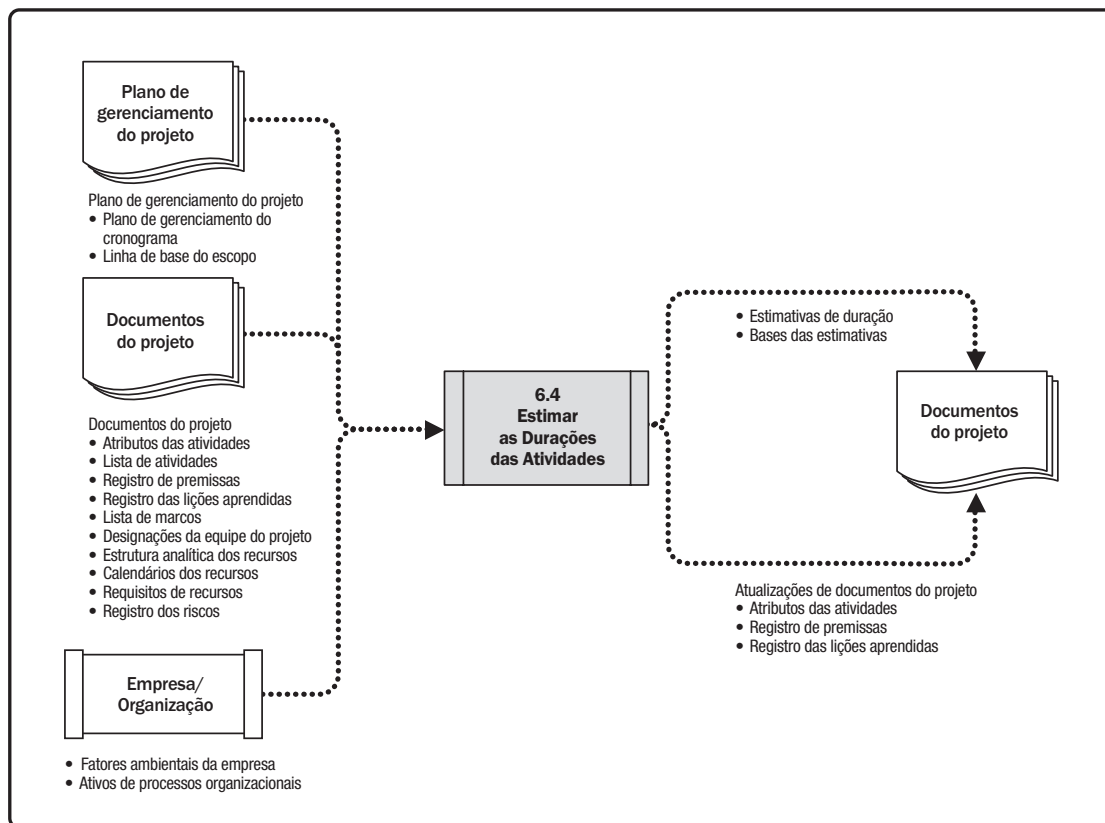 Plano de
gerenciamento
do projeto
Plano de gerenciamento do projeto
• Plano de gerenciamento do
cronograma
• Linha de base do escopo
Documentos
do projeto
Documentos do projeto
• Atributos das atividades
• Lista de atividades
• Registro de premissas
• Registro das lições aprendidas
• Lista de marcos
• Designações da equipe do projeto
• Estrutura analítica dos recursos
• Calendários dos recursos
• Requisitos de recursos
• Registro dos riscos
Empresa/
Organização
• Fatores ambientais da empresa
• Ativos de processos organizacionais
6.4
Estimar
as Durações
das Atividades
• Estimativas de duração
• Bases das estimativas
Documentos
do projeto
Atualizações de documentos do projeto
• Atributos das atividades
• Registro de premissas
• Registro das lições aprendidas